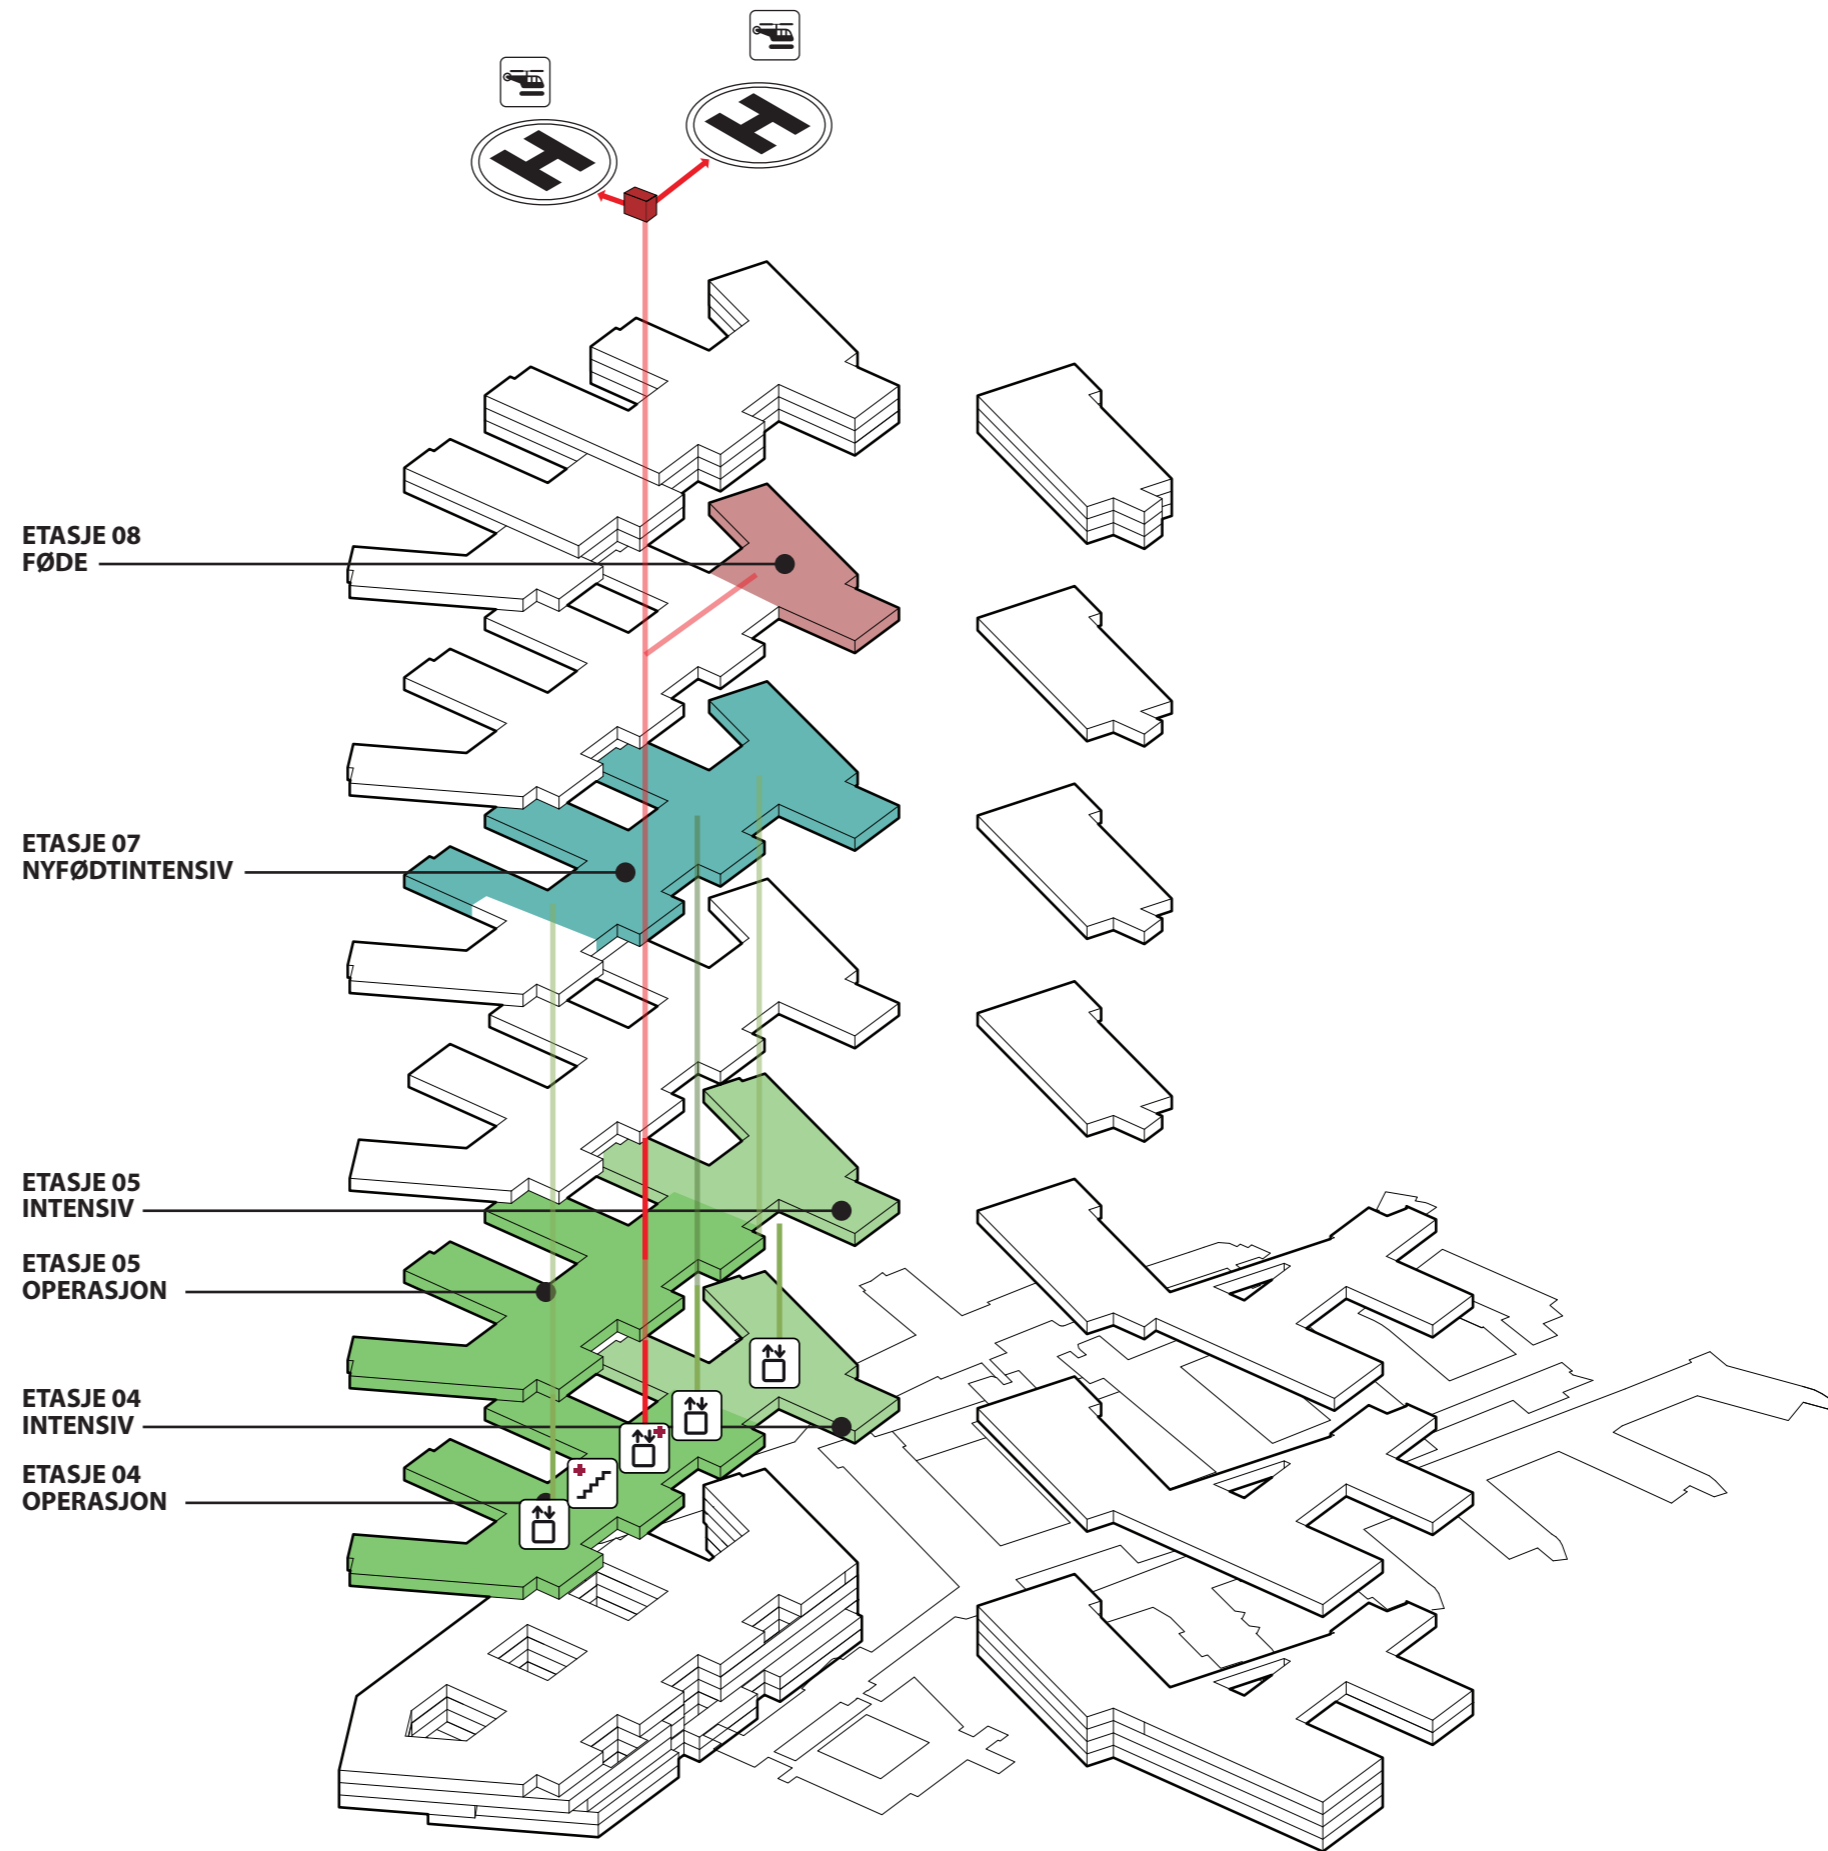 H
H
ETASJE 08
FØDE
ETASJE 07
NYFØDTINTENSIV
ETASJE 05
INTENSIV
ETASJE 05
OPERASJON
ETASJE 04
INTENSIV
ETASJE 04
OPERASJON